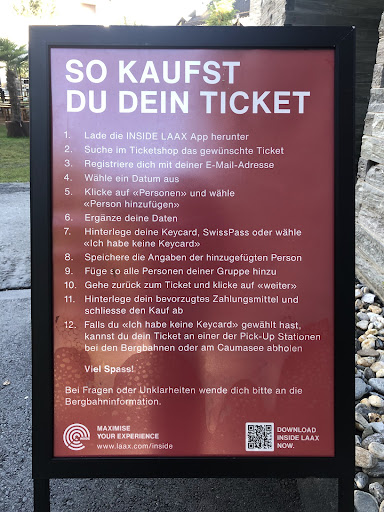 SO KAUFST
DU DEIN TICKET
1. Lade die INSIDE LAAX App herunter
2. Suche im Ticketshop das gewünschte Ticket
3. Registriere dich mit deiner E-Mail-Adresse
4. Wähle ein Datum aus
5. Klicke auf «Personen» und wähle
«Person hinzufügen»
6. Ergänze deine Daten
7. Hinterlege deine Keycard, SwissPass oder wähle
«Ich habe keine Keycard»
8. Speichere die Angaben der hinzugefügten Person
9. Füge so alle Personen deiner Gruppe hinzu
10. Gehe zurück zum Ticket und klicke auf «weiter»
11. Hinterlege dein bevorzugtes Zahlungsmittel und
schliesse den Kauf ab
12. Falls du «Ich habe keine Keycard» gewählt hast,
kannst du dein Ticket an einer der Pick-Up Stationen
bei den Bergbahnen oder am Caumasee abholen
Viel Spass!
Bei Fragen oder Unklarheiten wende dich bitte an die
Bergbahninformation.
MAXIMISE
YOUR EXPERIENCE
www.laax.com/inside
DOWNLOAD
INSIDE LAAX
NOW.